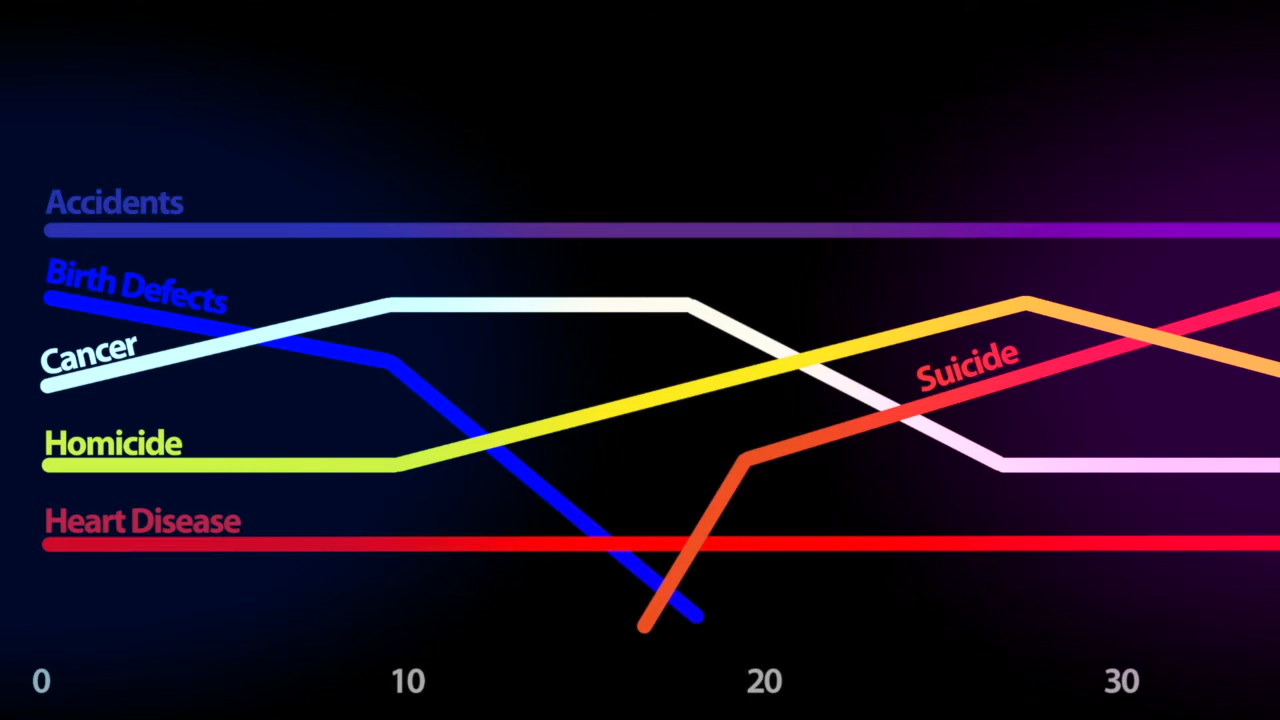 Accidents
Birth Defects
Cancer
Suicide
Homicide
Heart Disease
0 10 20 30